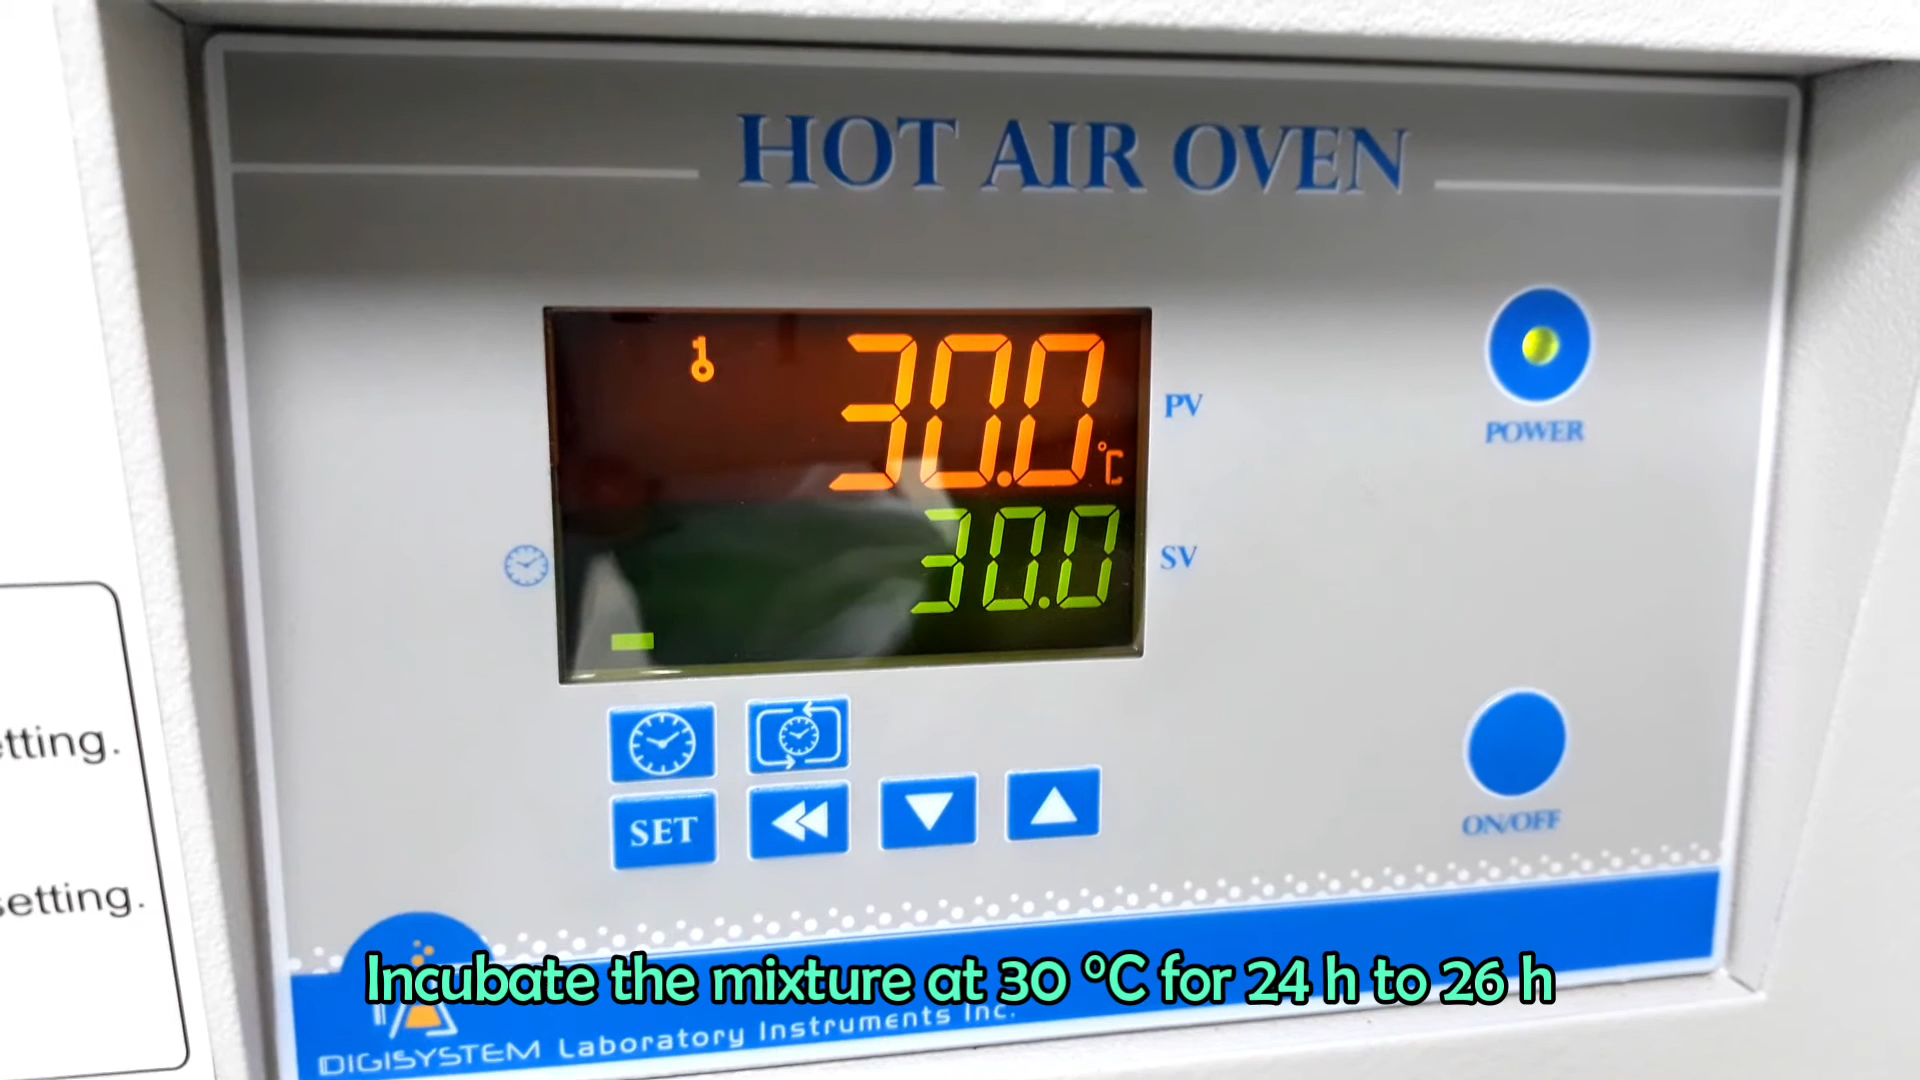 HOT AIR OVEN
30.0 °C
PV
30.0
SV
POWER
SET
ON/OFF
etting.
setting.
Incubate the mixture at 30 °C for 24 h to 26 h
DIGISYSTEM Laboratory Instruments Inc.